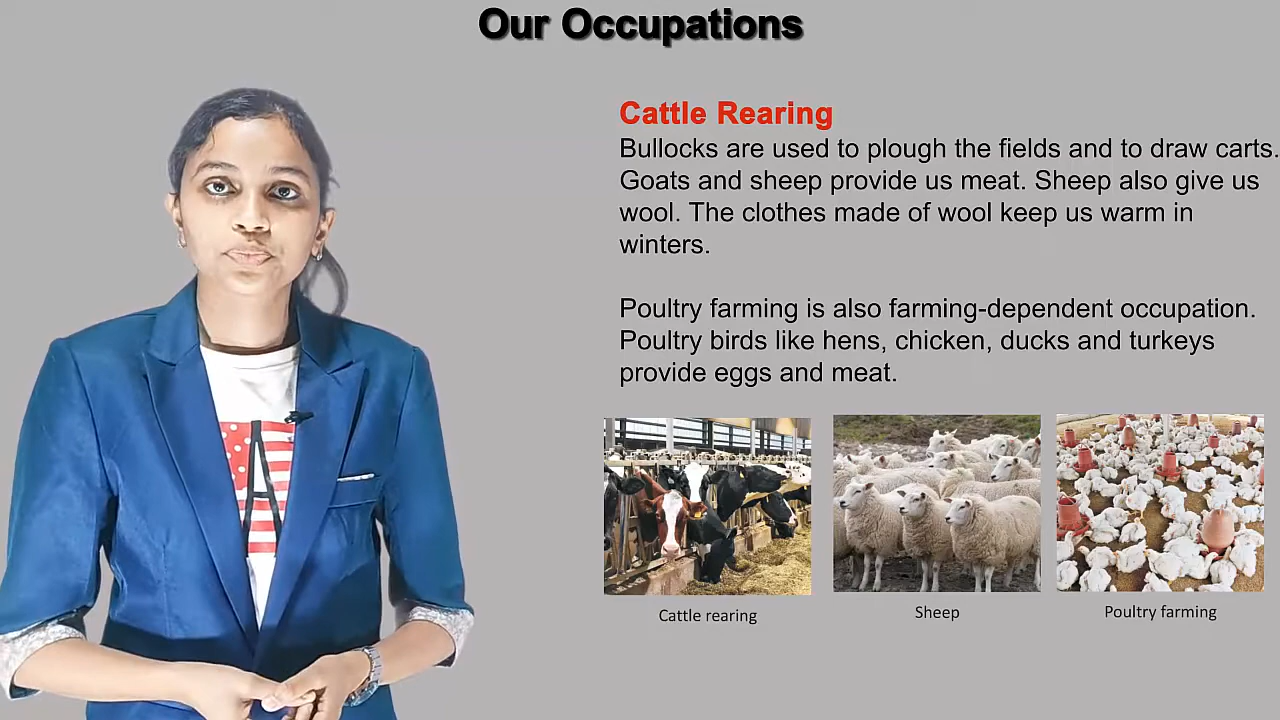 Our Occupations
Cattle Rearing
Bullocks are used to plough the fields and to draw carts.
Goats and sheep provide us meat. Sheep also give us
wool. The clothes made of wool keep us warm in
winters.
Poultry farming is also farming-dependent occupation.
Poultry birds like hens, chicken, ducks and turkeys
provide eggs and meat.
A
Cattle rearing
Sheep
Poultry farming